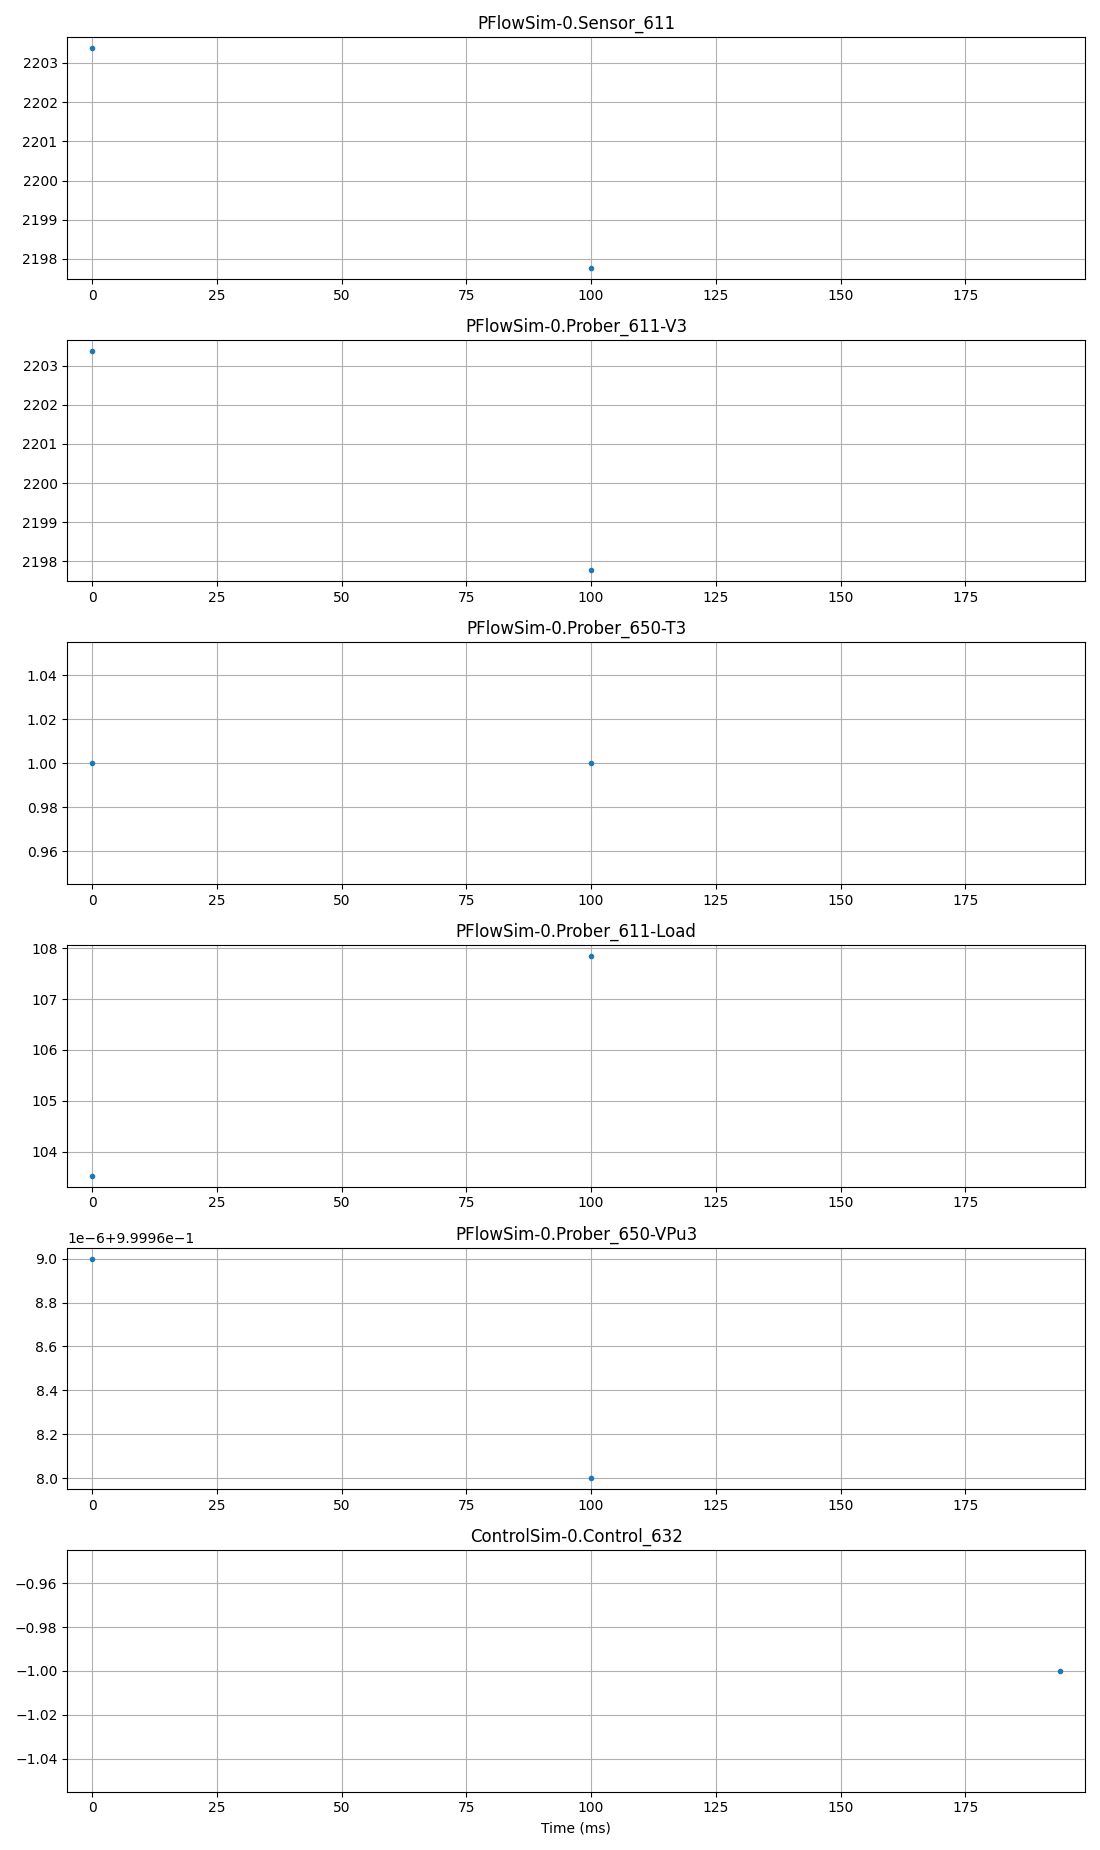 PFlowSim-0.Sensor_611
2203
2202
2201
2200
2199
2198
0 25 50 75 100 125 150 175
PFlowSim-0.Prober_611-V3
2203
2202
2201
2200
2199
2198
0 25 50 75 100 125 150 175
PFlowSim-0.Prober_650-T3
1.04
1.02
1.00
0.98
0.96
0 25 50 75 100 125 150 175
PFlowSim-0.Prober_611-Load
108
107
106
105
104
0 25 50 75 100 125 150 175
1e−6+9.9996e−1 PFlowSim-0.Prober_650-VPu3
9.0
8.8
8.6
8.4
8.2
8.0
0 25 50 75 100 125 150 175
ControlSim-0.Control_632
−0.96
−0.98
−1.00
−1.02
−1.04
0 25 50 75 100 125 150 175
Time (ms)